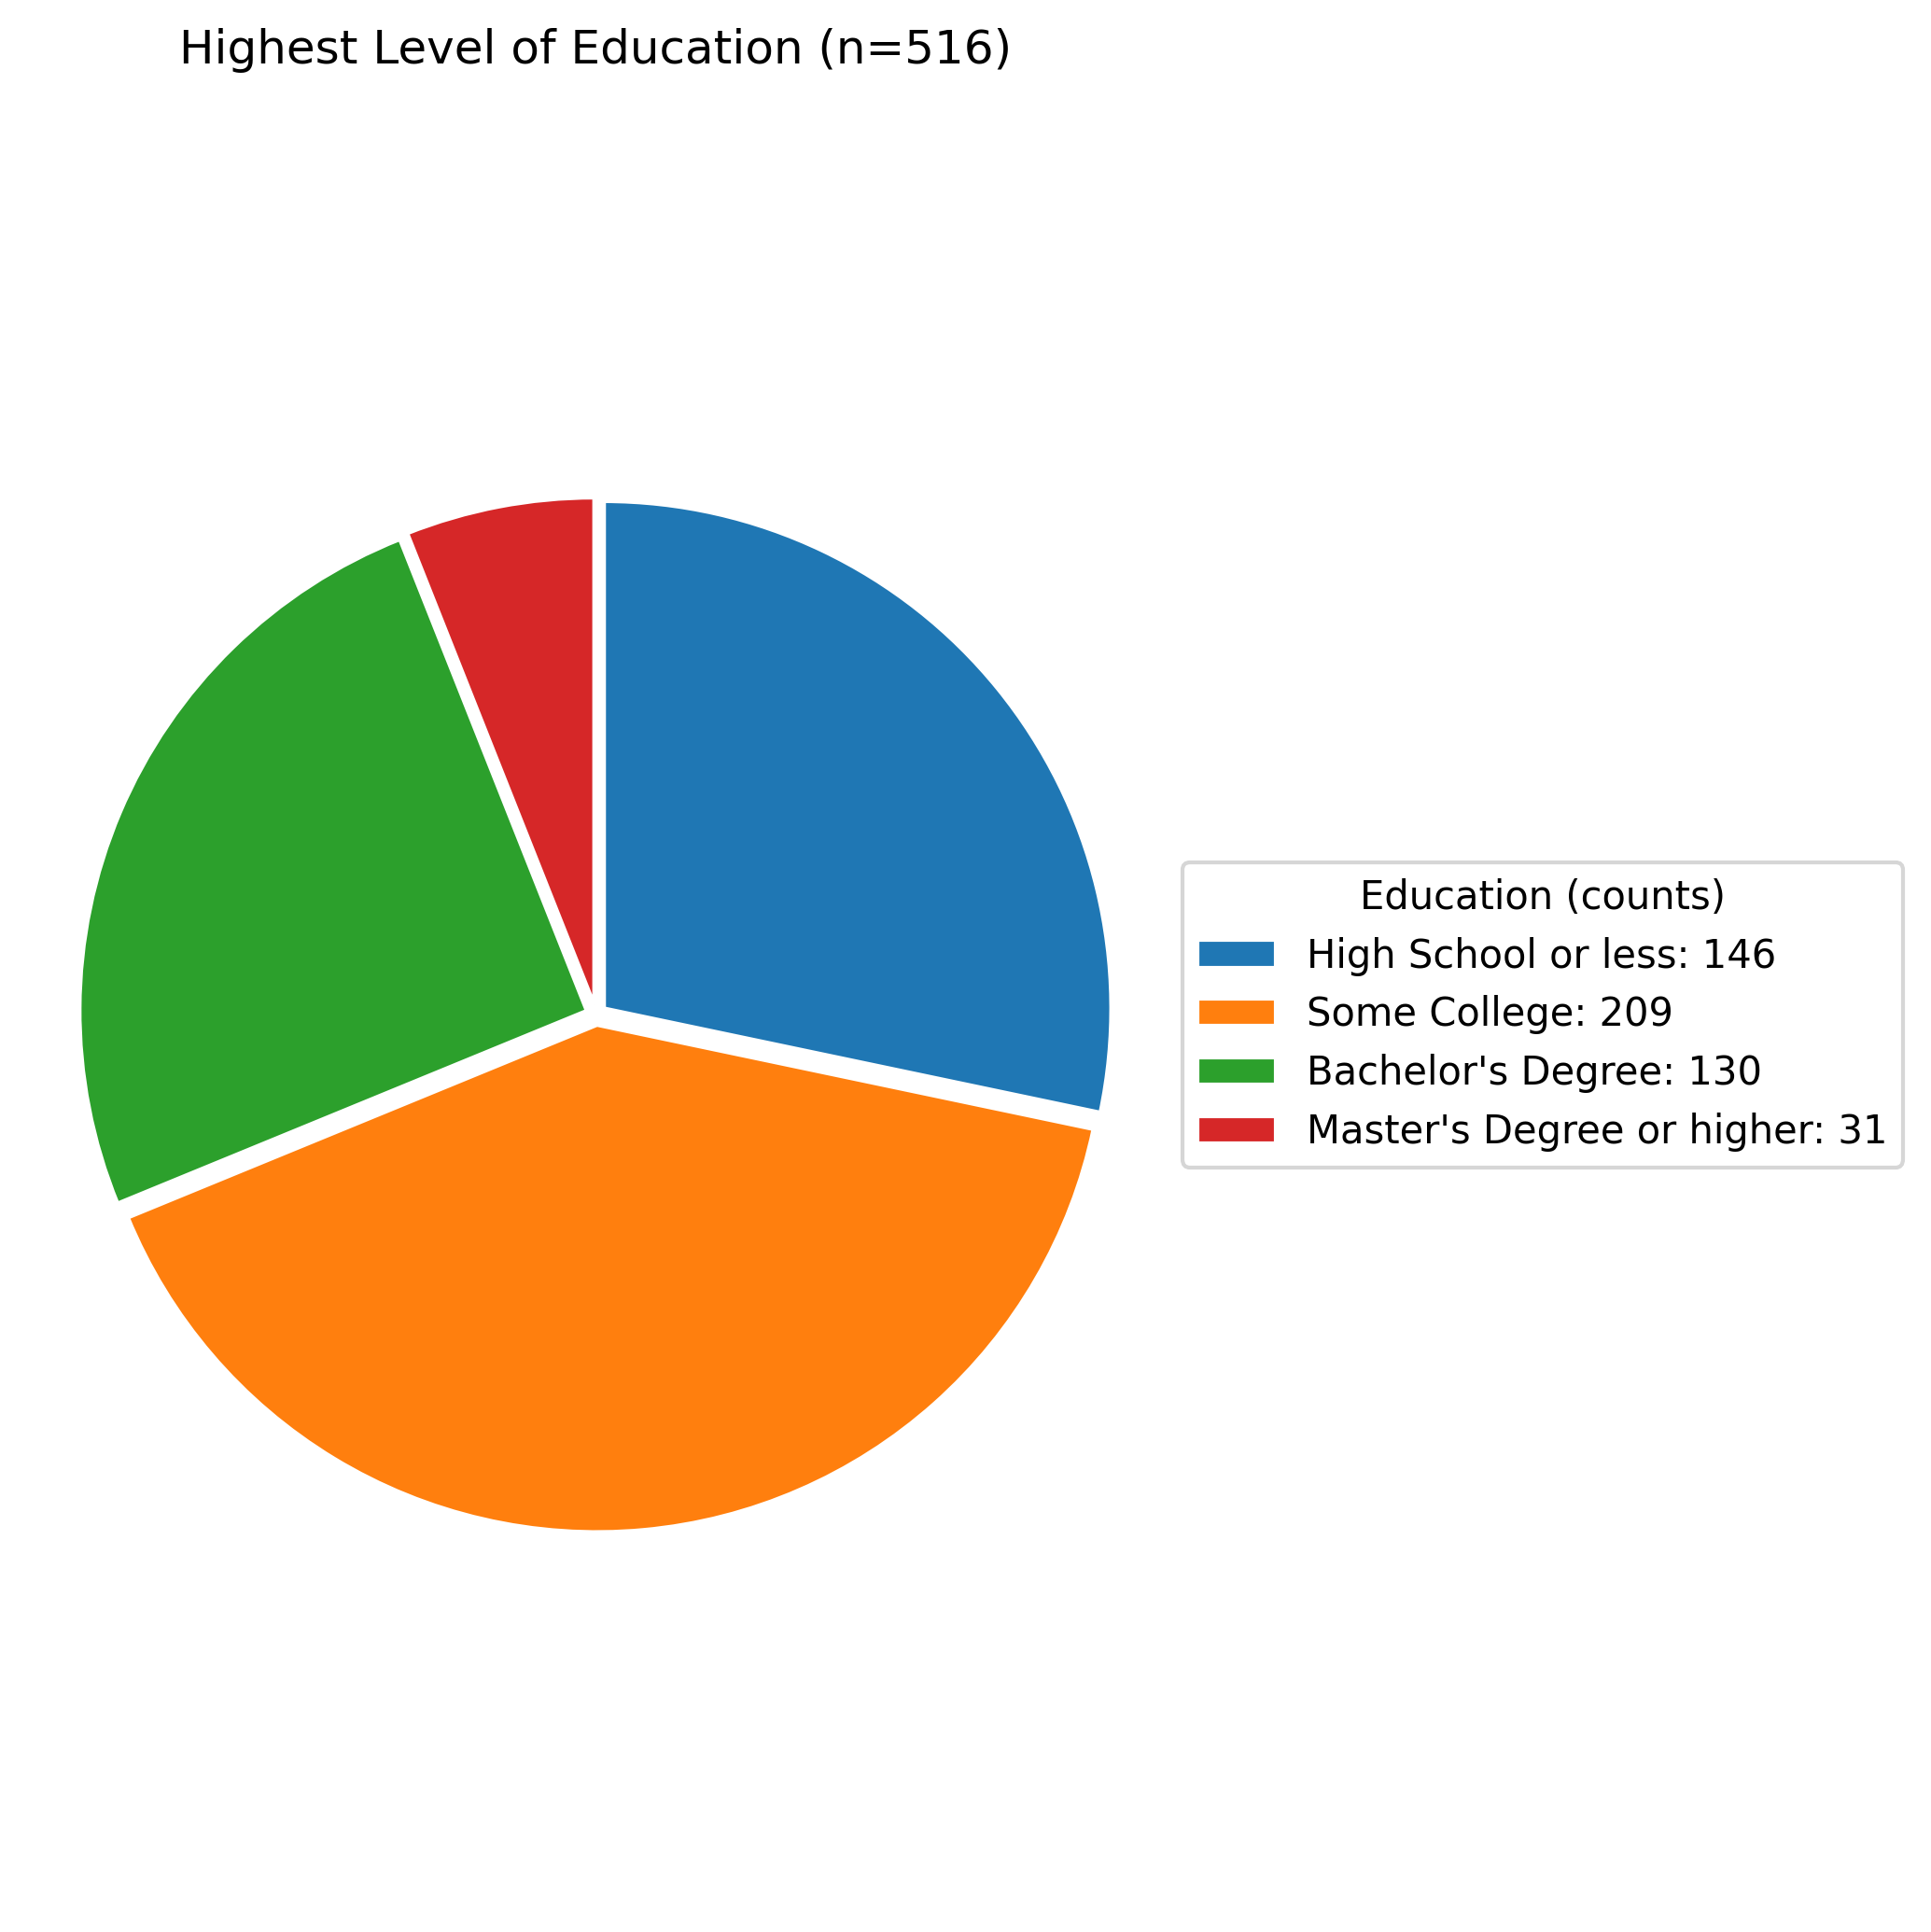 Highest Level of Education (n=516)
Education (counts)
High School or less: 146
Some College: 209
Bachelor's Degree: 130
Master's Degree or higher: 31